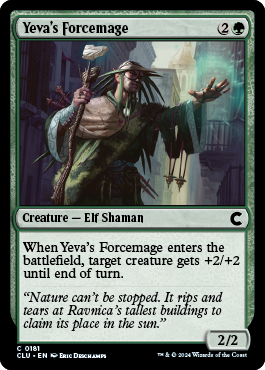 Yeva's Forcemage 2
Creature — Elf Shaman
When Yeva's Forcemage enters the
battlefield, target creature gets +2/+2
until end of turn.
“Nature can't be stopped. It rips and
tears at Ravnica's tallest buildings to
claim its place in the sun.”
2/2
C 0181
CLU • EN Eric Deschamps
™ & © 2024 Wizards of the Coast